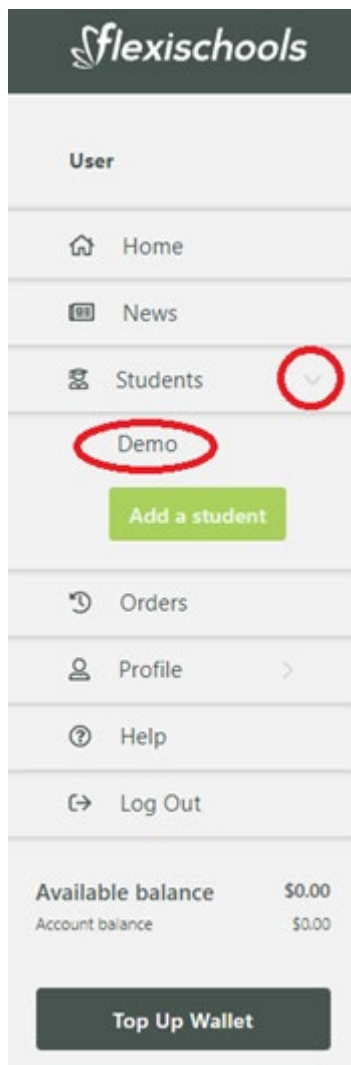 flexischools
User
Home
News
Students
Demo
Add a student
Orders
Profile
Help
Log Out
Available balance $0.00
Account balance $0.00
Top Up Wallet